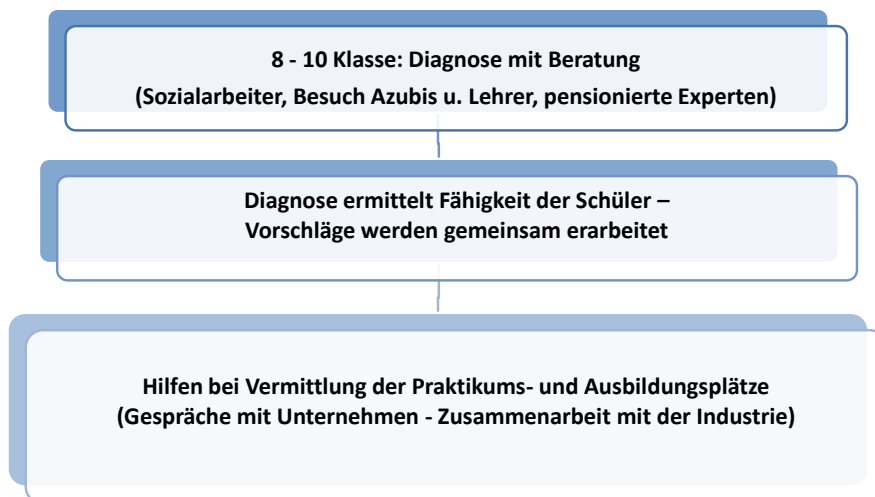 8 - 10 Klasse: Diagnose mit Beratung
(Sozialarbeiter, Besuch Azubis u. Lehrer, pensionierte Experten)
Diagnose ermittelt Fähigkeit der Schüler –
Vorschläge werden gemeinsam erarbeitet
Hilfen bei Vermittlung der Praktikums- und Ausbildungsplätze
(Gespräche mit Unternehmen - Zusammenarbeit mit der Industrie)